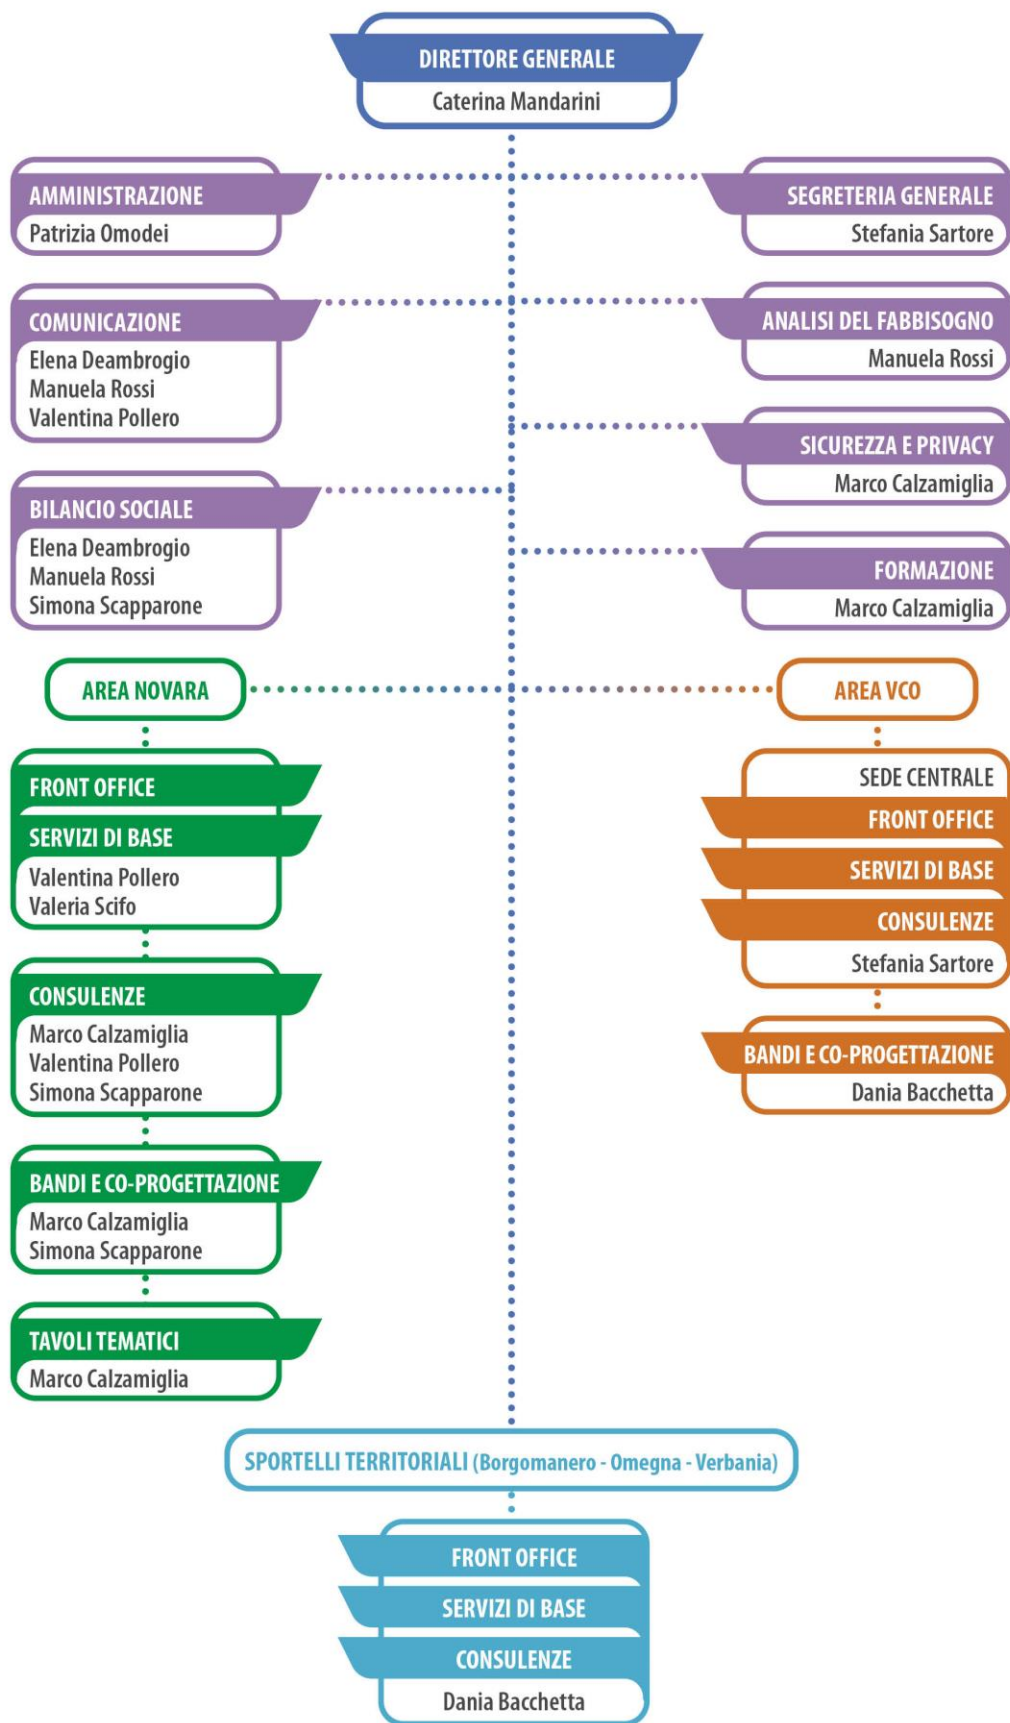 DIRETTORE GENERALE
Caterina Mandarini
AMMINISTRAZIONE
Patrizia Omodei
SEGRETERIA GENERALE
Stefania Sartore
COMUNICAZIONE
Elena Deambrogio
Manuela Rossi
Valentina Pollero
ANALISI DEL FABBISOGNO
Manuela Rossi
SICUREZZA E PRIVACY
Marco Calzamiglia
BILANCIO SOCIALE
Elena Deambrogio
Manuela Rossi
Simona Scapparone
FORMAZIONE
Marco Calzamiglia
AREA NOVARA
FRONT OFFICE
SERVIZI DI BASE
Valentina Pollero
Valeria Scifo
CONSULENZE
Marco Calzamiglia
Valentina Pollero
Simona Scapparone
BANDI E CO-PROGETTAZIONE
Marco Calzamiglia
Simona Scapparone
TAVOLI TEMATICI
Marco Calzamiglia
AREA VCO
SEDE CENTRALE
FRONT OFFICE
SERVIZI DI BASE
CONSULENZE
Stefania Sartore
BANDI E CO-PROGETTAZIONE
Dania Bacchetta
SPORTELLI TERRITORIALI (Borgomanero - Omegna - Verbania)
FRONT OFFICE
SERVIZI DI BASE
CONSULENZE
Dania Bacchetta